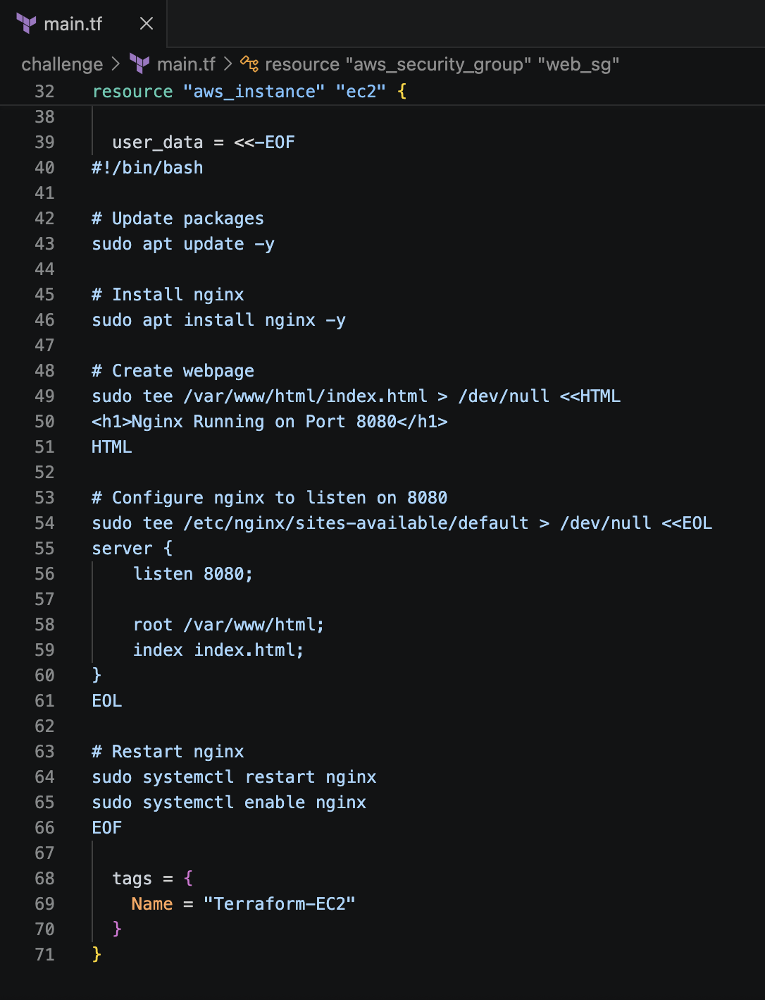 main.tf
challenge > main.tf > resource "aws_security_group" "web_sg"
32 resource "aws_instance" "ec2" {
38
39   user_data = <<-EOF
40 #!/bin/bash
41
42 # Update packages
43 sudo apt update -y
44
45 # Install nginx
46 sudo apt install nginx -y
47
48 # Create webpage
49 sudo tee /var/www/html/index.html > /dev/null <<HTML
50 <h1>Nginx Running on Port 8080</h1>
51 HTML
52
53 # Configure nginx to listen on 8080
54 sudo tee /etc/nginx/sites-available/default > /dev/null <<EOL
55 server {
56     listen 8080;
57
58     root /var/www/html;
59     index index.html;
60 }
61 EOL
62
63 # Restart nginx
64 sudo systemctl restart nginx
65 sudo systemctl enable nginx
66 EOF
67
68   tags = {
69     Name = "Terraform-EC2"
70   }
71 }